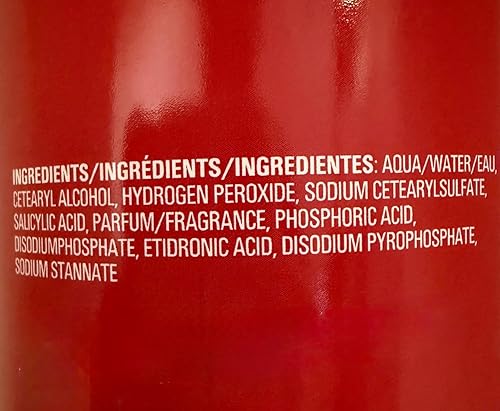 INGREDIENTS/INGRÉDIENTS/INGREDIENTES: AQUA/WATER/EAU,
CETEARYL ALCOHOL, HYDROGEN PEROXIDE, SODIUM CETEARYLSULFATE,
SALICYLIC ACID, PARFUM/FRAGRANCE, PHOSPHORIC ACID,
DISODIUMPHOSPHATE, ETIDRONIC ACID, DISODIUM PYROPHOSPHATE,
SODIUM STANNATE